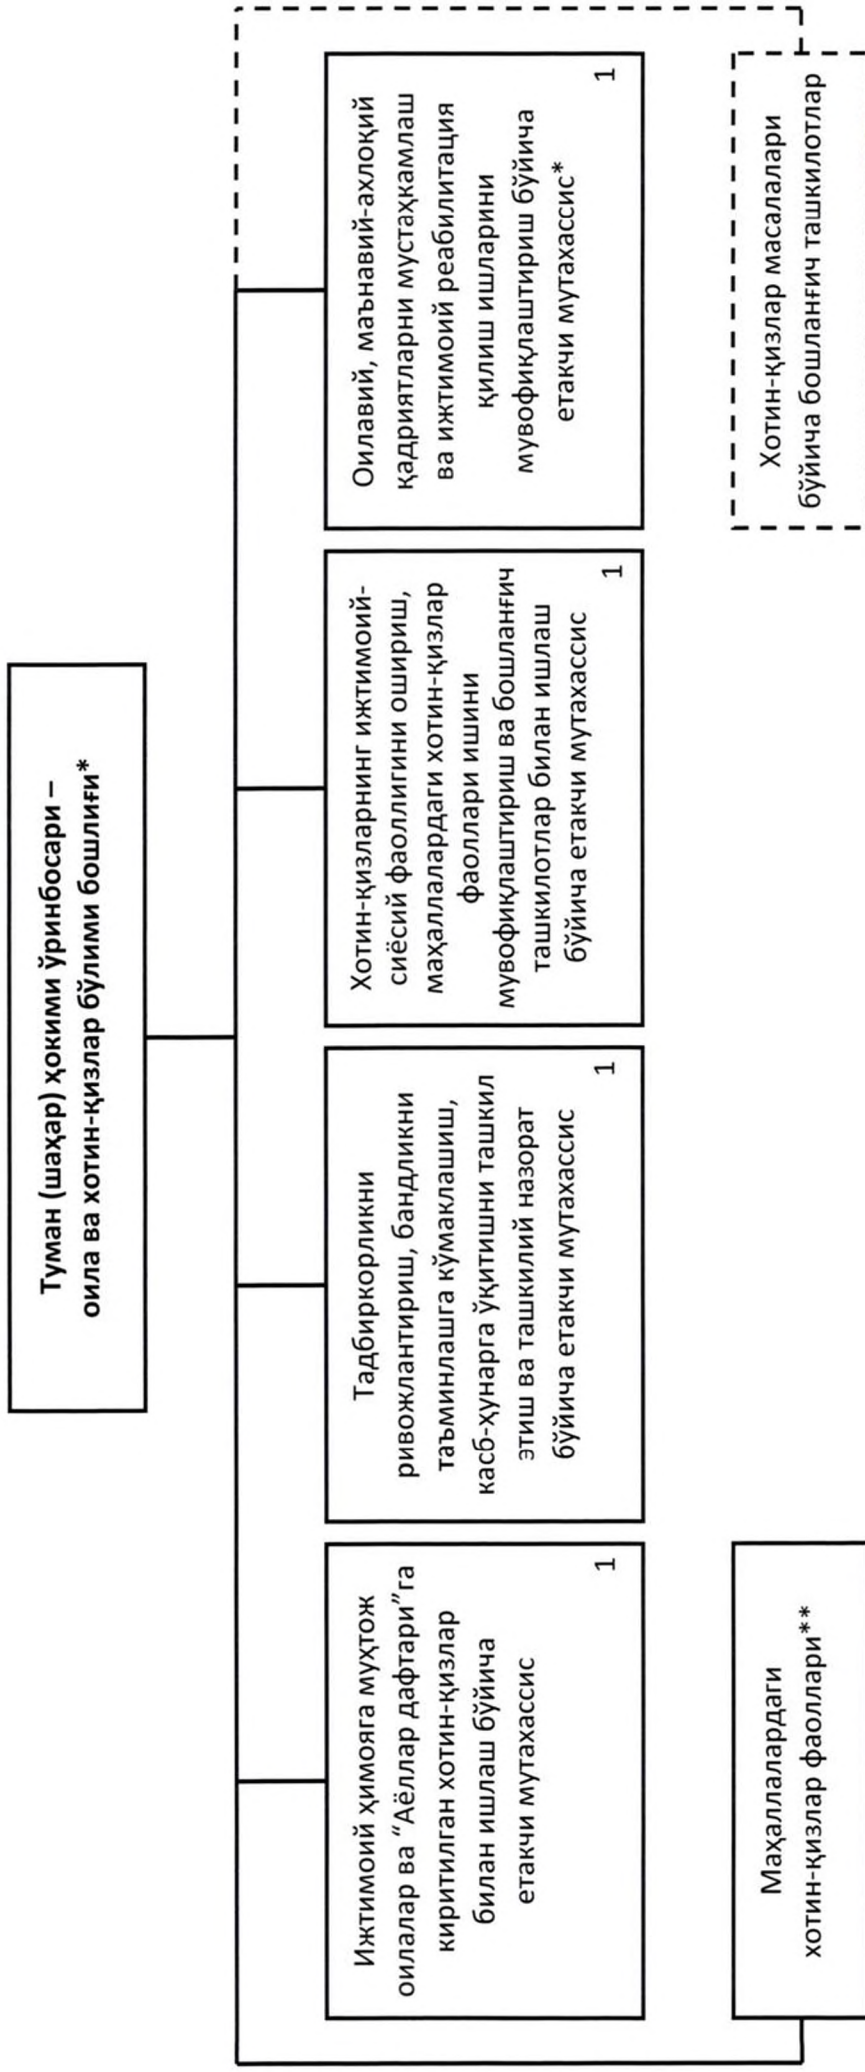 Туман (шаҳар) ҳокими ўринбосари –
оила ва хотин-қизлар бўлими бошлиғи*
Ижтимоий ҳимояга муҳтож
оилалар ва “Аёллар дафтари”га
киритилган хотин-қизлар
билан ишлаш бўйича
етакчи мутахассис
1
Тадбиркорликни
ривожлантириш, бандликни
таъминлашга кўмаклашиш,
касб-ҳунарга ўқитишни ташкил
этиш ва ташкилий назорат
бўйича етакчи мутахассис
1
Хотин-қизларнинг ижтимоий-
сиёсий фаоллигини ошириш,
маҳаллалардаги хотин-қизлар
фаоллари ишини
мувофиқлаштириш ва бошланғич
ташкилотлар билан ишлаш
бўйича етакчи мутахассис
1
Оилавий, маънавий-ахлоқий
қадриятларни мустаҳкамлаш
ва ижтимоий реабилитация
қилиш ишларини
мувофиқлаштириш бўйича
етакчи мутахассис*
1
Маҳаллалардаги
хотин-қизлар фаоллари**
Хотин-қизлар масалалари
бўйича бошланғич ташкилотлар